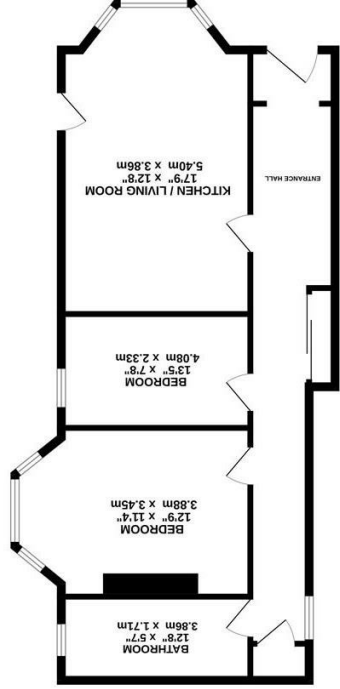 BATHROOM
12'8" x 5'7"
3.86m x 1.71m
BEDROOM
12'9" x 11'4"
3.88m x 3.45m
BEDROOM
13'5" x 7'8"
4.08m x 2.33m
ENTRANCE HALL
KITCHEN / LIVING ROOM
17'9" x 12'8"
5.40m x 3.86m